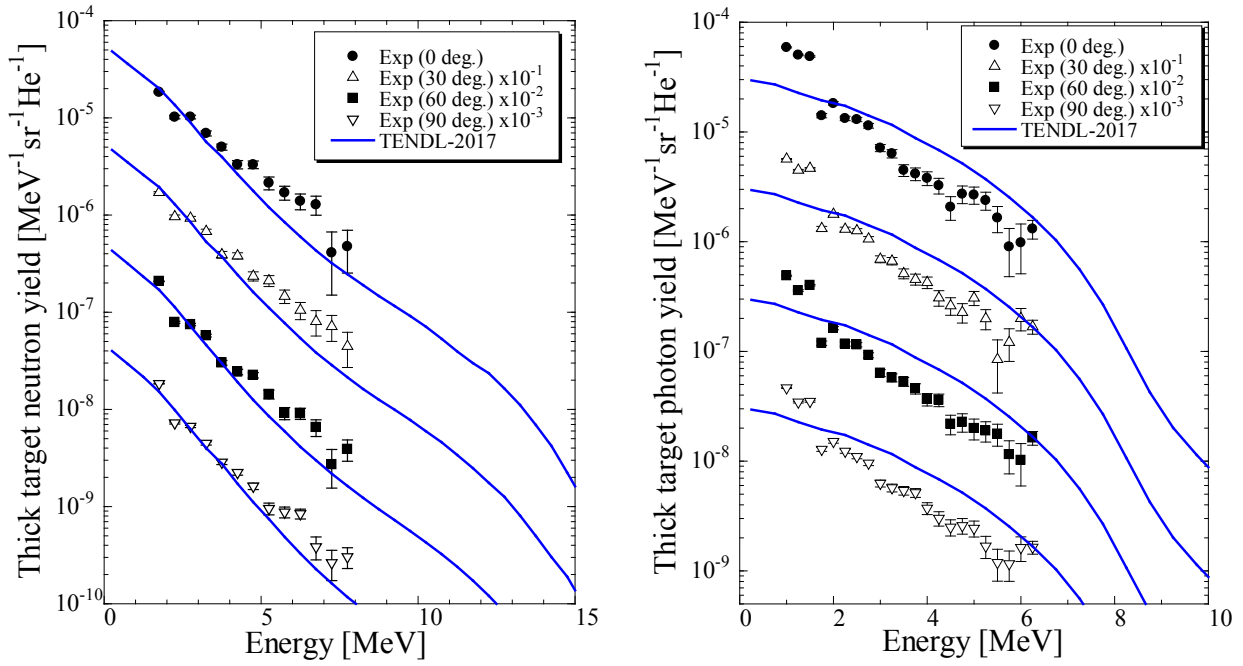 Thick target neutron yield [MeV⁻¹sr⁻¹He⁻¹]
10⁻⁴
10⁻⁵
10⁻⁶
10⁻⁷
10⁻⁸
10⁻⁹
10⁻¹⁰
Exp (0 deg.)
Exp (30 deg.) x10⁻¹
Exp (60 deg.) x10⁻²
Exp (90 deg.) x10⁻³
TENDL-2017
0 5 10 15
Energy [MeV]
Thick target photon yield [MeV⁻¹sr⁻¹He⁻¹]
10⁻⁴
10⁻⁵
10⁻⁶
10⁻⁷
10⁻⁸
10⁻⁹
Exp (0 deg.)
Exp (30 deg.) x10⁻¹
Exp (60 deg.) x10⁻²
Exp (90 deg.) x10⁻³
TENDL-2017
0 2 4 6 8 10
Energy [MeV]